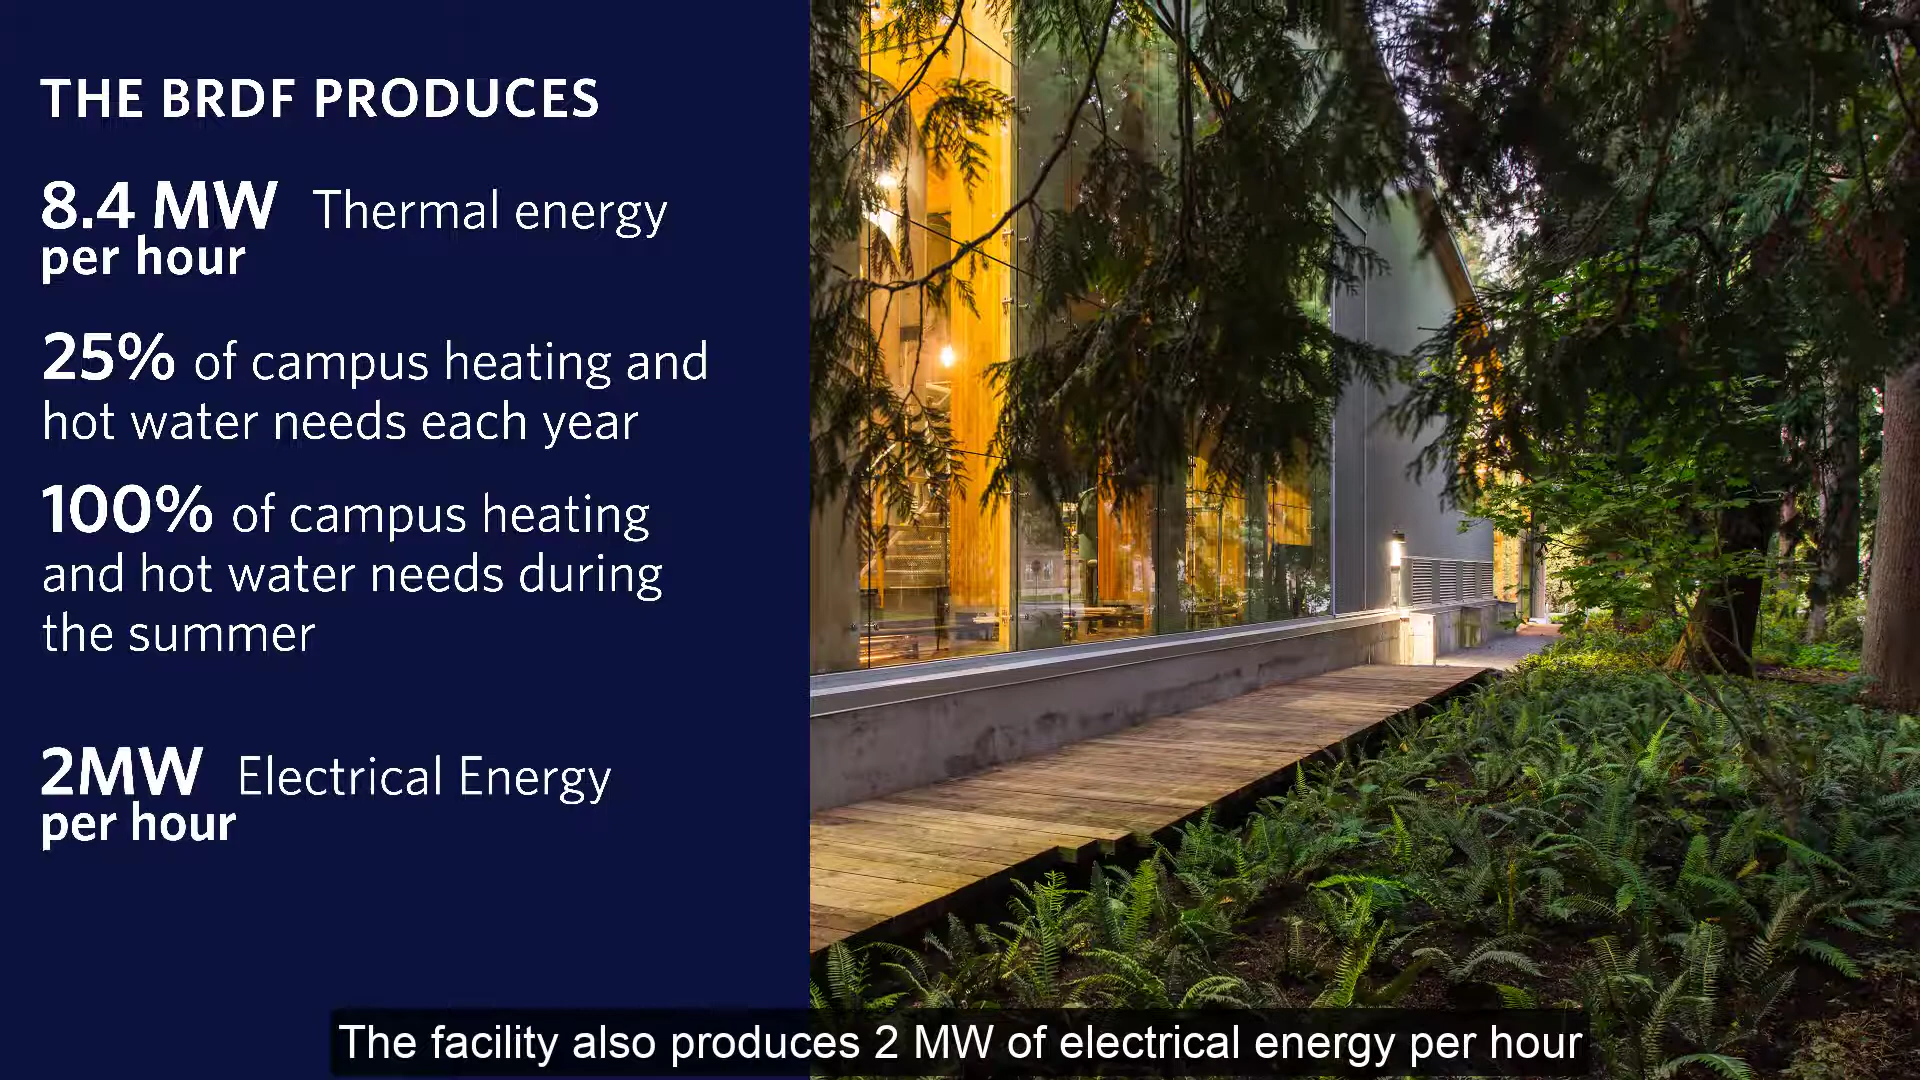 THE BRDF PRODUCES
8.4 MW Thermal energy
per hour
25% of campus heating and
hot water needs each year
100% of campus heating
and hot water needs during
the summer
2MW Electrical Energy
per hour
The facility also produces 2 MW of electrical energy per hour